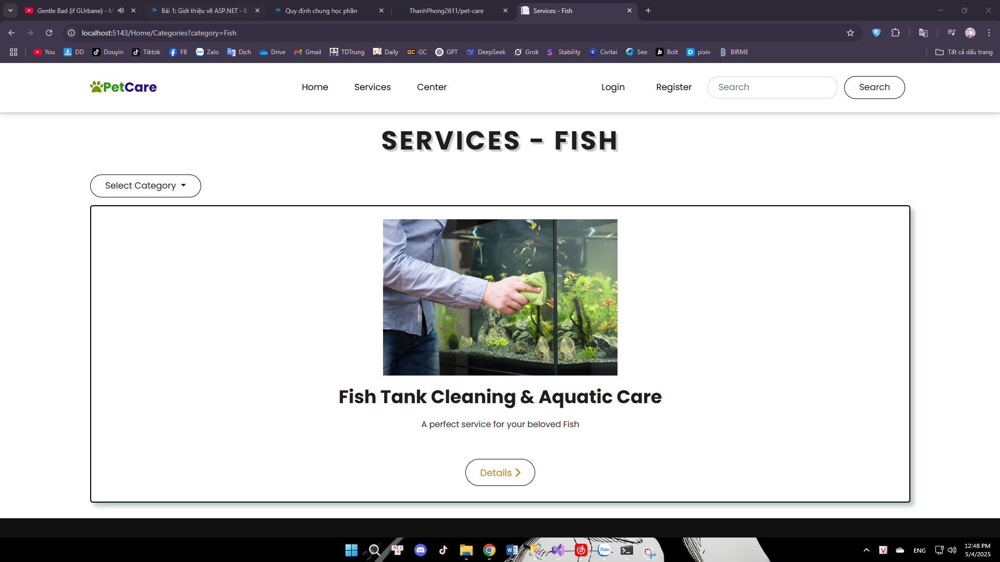 Gentle Bad (if GUrbane) - M
Bài 1: Giới thiệu về ASP.NET - B
Quy định chung học phần
ThanhPhong2611/pet-care
Services - Fish
localhost:5143/Home/Categories?category=Fish
You
DD
Douyin
Tiktok
FB
Zalo
Dịch
Drive
Gmail
TDTrung
Daily
GC
GPT
DeepSeek
Grok
Stability
Civitai
See
Bolt
pixiv
BIRME
Tất cả dấu trang
PetCare
Home
Services
Center
Login
Register
Search
Search
SERVICES - FISH
Select Category
Fish Tank Cleaning & Aquatic Care
A perfect service for your beloved Fish
Details
ENG
12:48 PM
5/4/2025